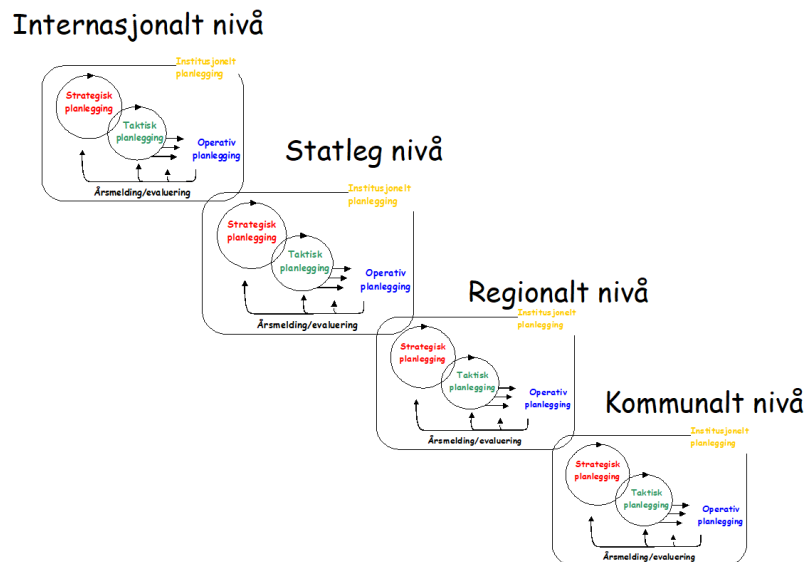 Internasjonalt nivå
Institusjonelt
planlegging
Strategisk
planlegging
Taktisk
planlegging
Operativ
planlegging
Årsmelding/evaluering
Statleg nivå
Institusjonelt
planlegging
Strategisk
planlegging
Taktisk
planlegging
Operativ
planlegging
Årsmelding/evaluering
Regionalt nivå
Institusjonalt
planlegging
Strategisk
planlegging
Taktisk
planlegging
Operativ
planlegging
Årsmelding/evaluering
Kommunalt nivå
Institusjonelt
planlegging
Strategisk
planlegging
Taktisk
planlegging
Operativ
planlegging
Årsmelding/evaluering